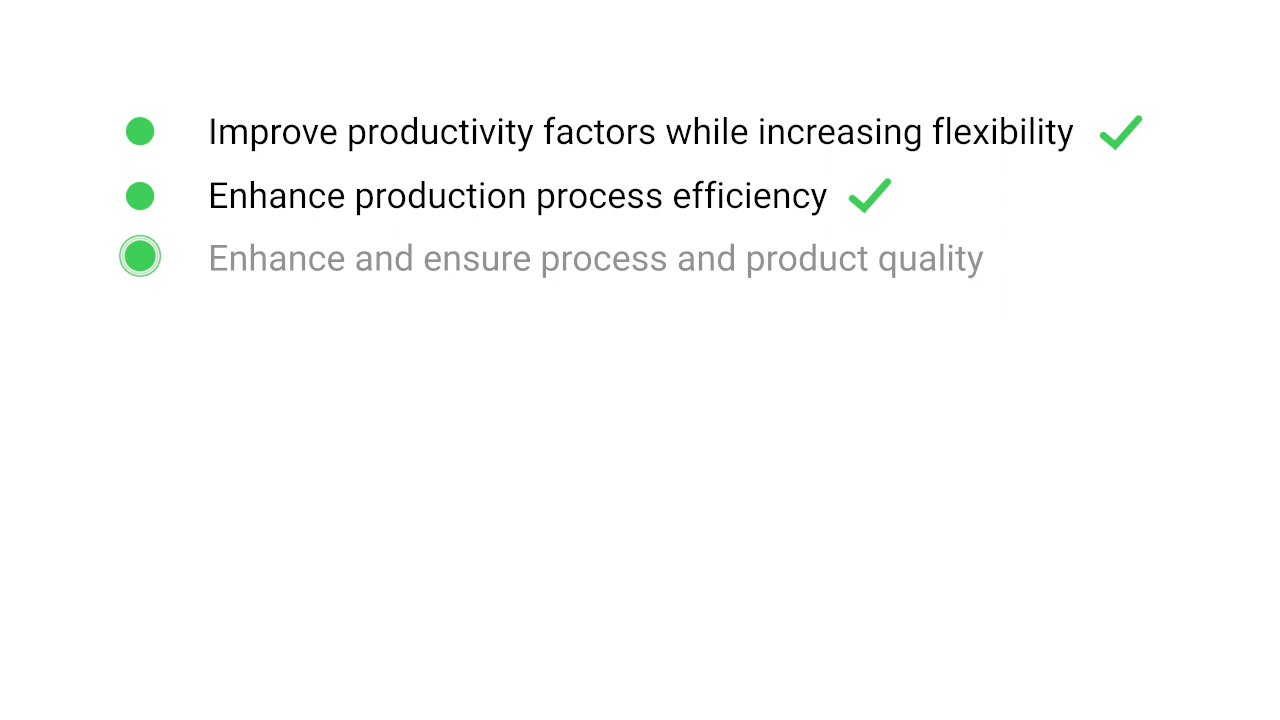 Improve productivity factors while increasing flexibility
Enhance production process efficiency
Enhance and ensure process and product quality